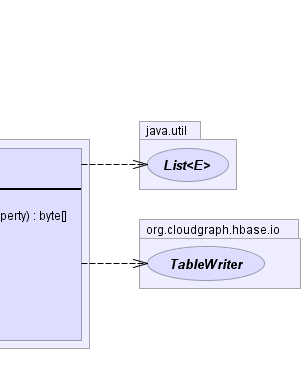 java.util
List<E>
perty) : byte[]
org.cloudgraph.hbase.io
TableWriter